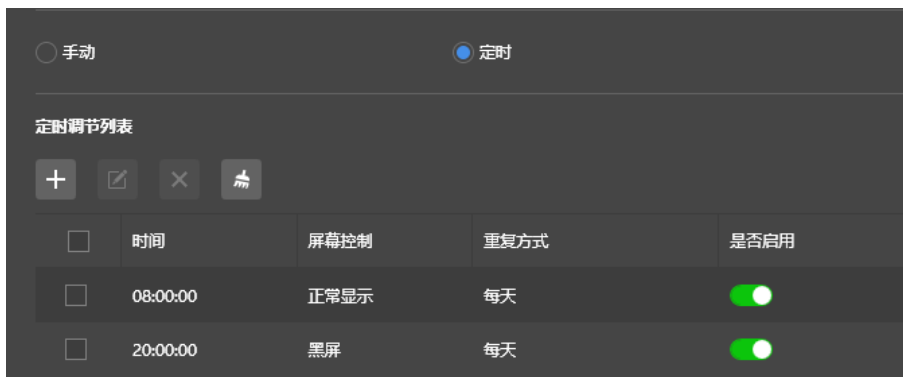 手动 定时
定时调节列表
时间 屏幕控制 重复方式 是否启用
08:00:00 正常显示 每天
20:00:00 黑屏 每天